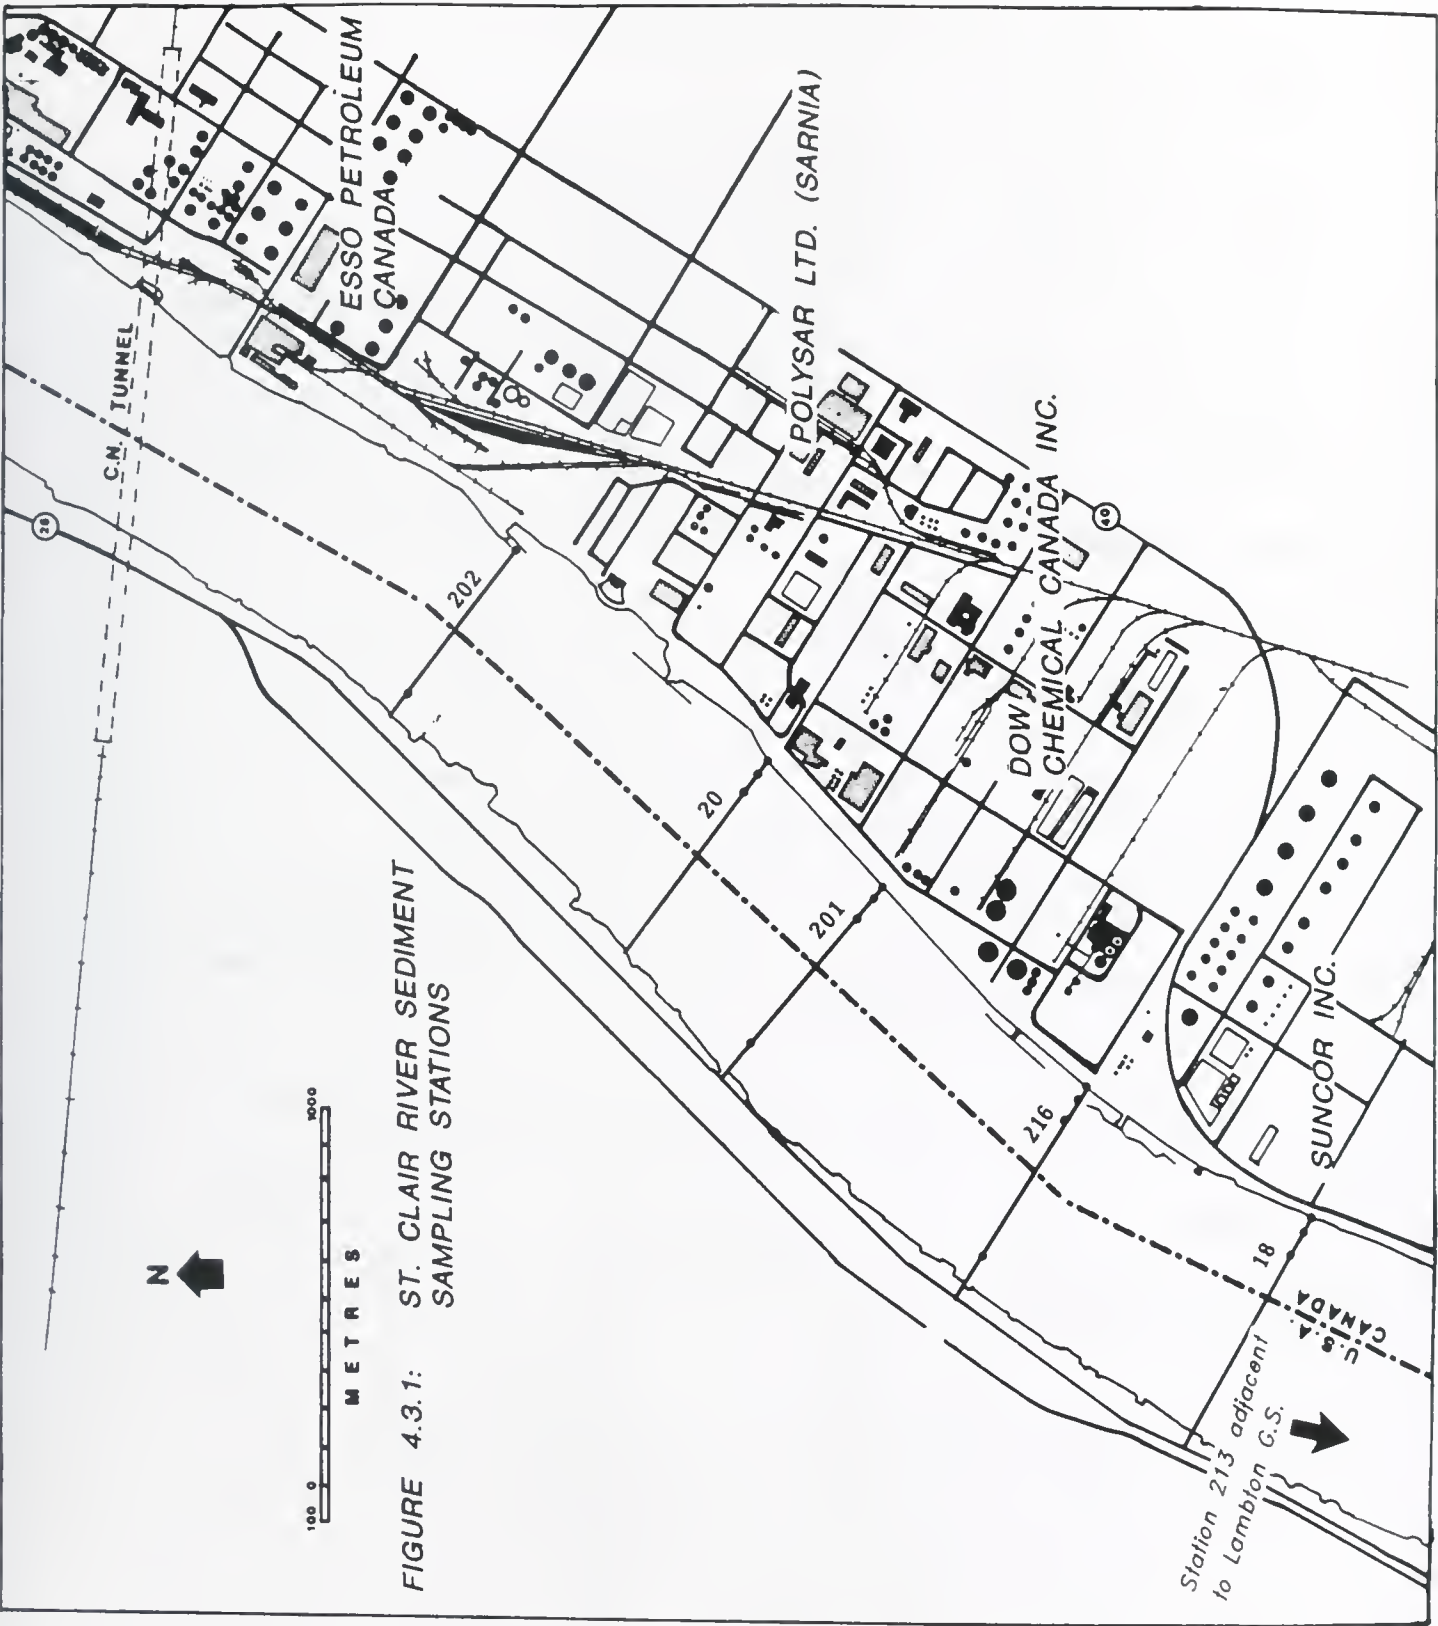 FIGURE 4.3.1: ST. CLAIR RIVER SEDIMENT
SAMPLING STATIONS
N
100 0 1000
METRES
C.N. TUNNEL
ESSO PETROLEUM
CANADA
POLYSAR LTD. (SARNIA)
DOW
CHEMICAL CANADA INC.
SUNCOR INC.
40
202
20
201
216
18
U.S.A.
CANADA
Station 213 adjacent
to Lambton G.S.